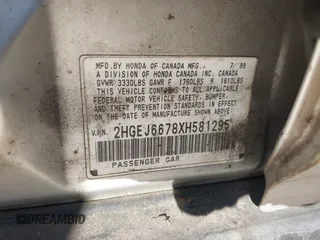 MFD. BY HONDA OF CANADA MFG., 7/99
A DIVISION OF HONDA CANADA INC. CANADA
GVWR 3330LBS GAWR F 1760LBS R 1610LBS
THIS VEHICLE CONFORMS TO ALL APPLICABLE
FEDERAL MOTOR VEHICLE SAFETY, BUMPER,
AND THEFT PREVENTION STANDARDS IN EFFECT
ON THE DATE OF MANUFACTURE SHOWN ABOVE.
V.I.N. 2HGEJ6678XH581295
PASSENGER CAR
DREAMBID